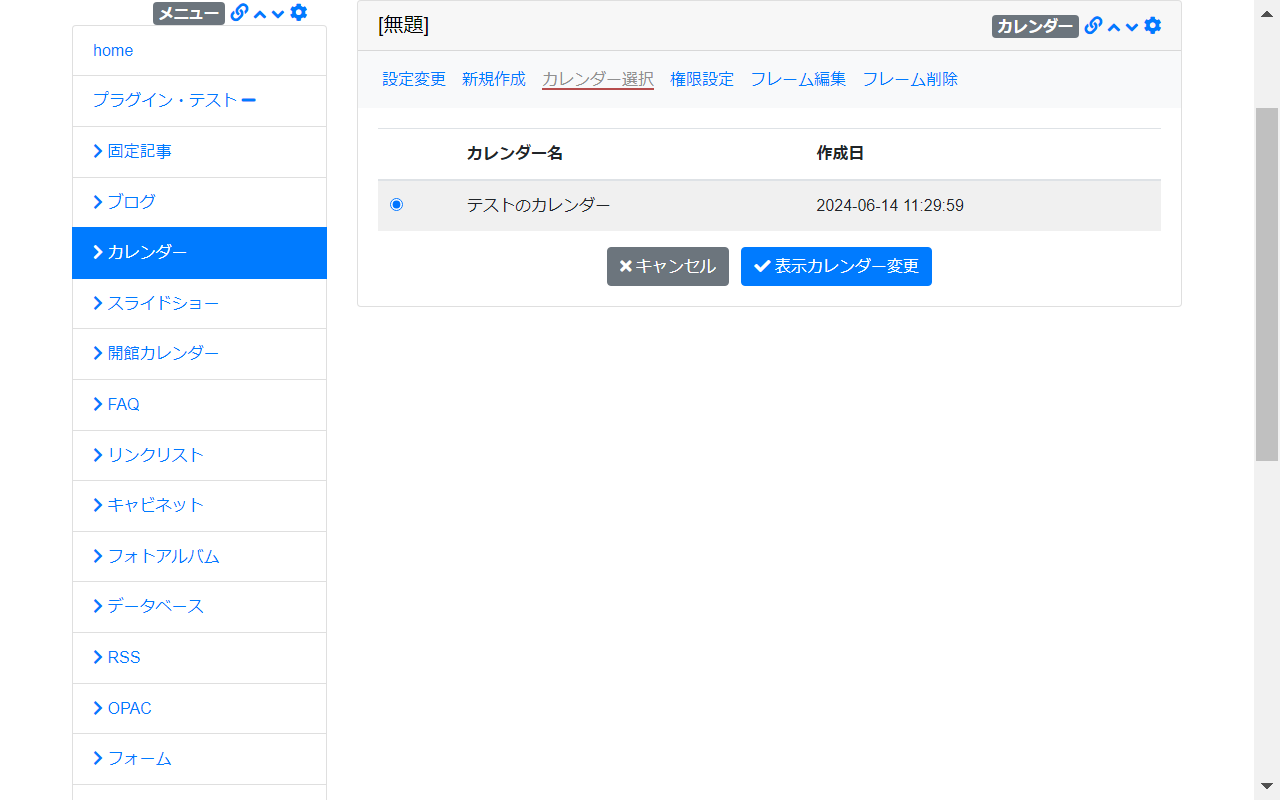 メニュー
home
プラグイン・テスト
固定記事
ブログ
カレンダー
スライドショー
開館カレンダー
FAQ
リンクリスト
キャビネット
フォトアルバム
データベース
RSS
OPAC
フォーム
[無題] カレンダー
設定変更 新規作成 カレンダー選択 権限設定 フレーム編集 フレーム削除
カレンダー名 作成日
テストのカレンダー 2024-06-14 11:29:59
キャンセル 表示カレンダー変更